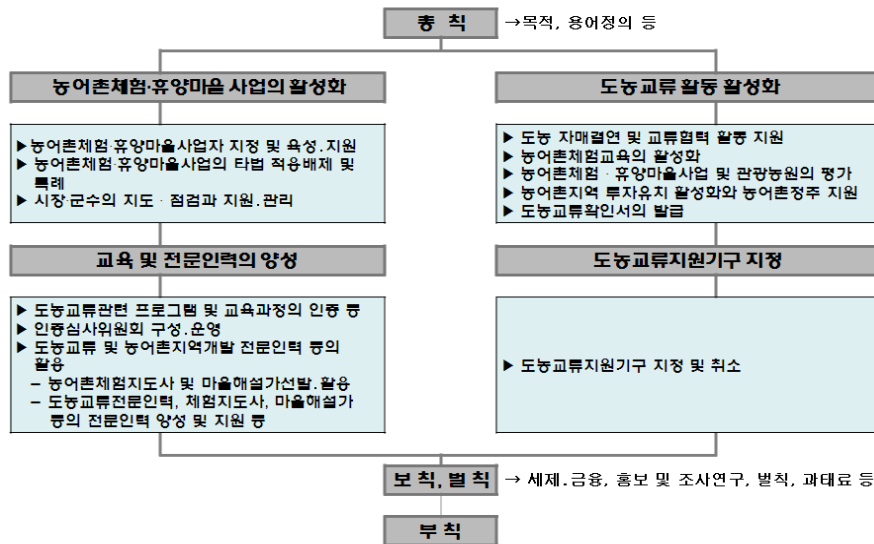 총 칙 →목적, 용어정의 등
농어촌체험·휴양마을 사업의 활성화
▶농어촌체험·휴양마을사업자 지정 및 육성.지원
▶ 농어촌체험·휴양마을사업의 타법 적용배제 및
특례
▶ 시장·군수의 지도·점검과 지원.관리
도농교류 활동 활성화
▶ 도농 자매결연 및 교류협력 활동 지원
▶ 농어촌체험교육의 활성화
▶ 농어촌체험·휴양마을사업 및 관광농원의 평가
▶ 농어촌지역 투자유치 활성화와 농어촌정주 지원
▶ 도농교류확인서의 발급
교육 및 전문인력의 양성
▶ 도농교류관련 프로그램 및 교육과정의 인증 등
▶ 인증심사위원회 구성.운영
▶ 도농교류 및 농어촌지역개발 전문인력 등의
활용
– 농어촌체험지도사 및 마을해설가선발.활용
– 도농교류전문인력, 체험지도사, 마을해설가
등의 전문인력 양성 및 지원 등
도농교류지원기구 지정
▶ 도농교류지원기구 지정 및 취소
보 칙, 벌 칙 → 세제.금융, 홍보 및 조사연구, 벌칙, 과태료 등
부 칙